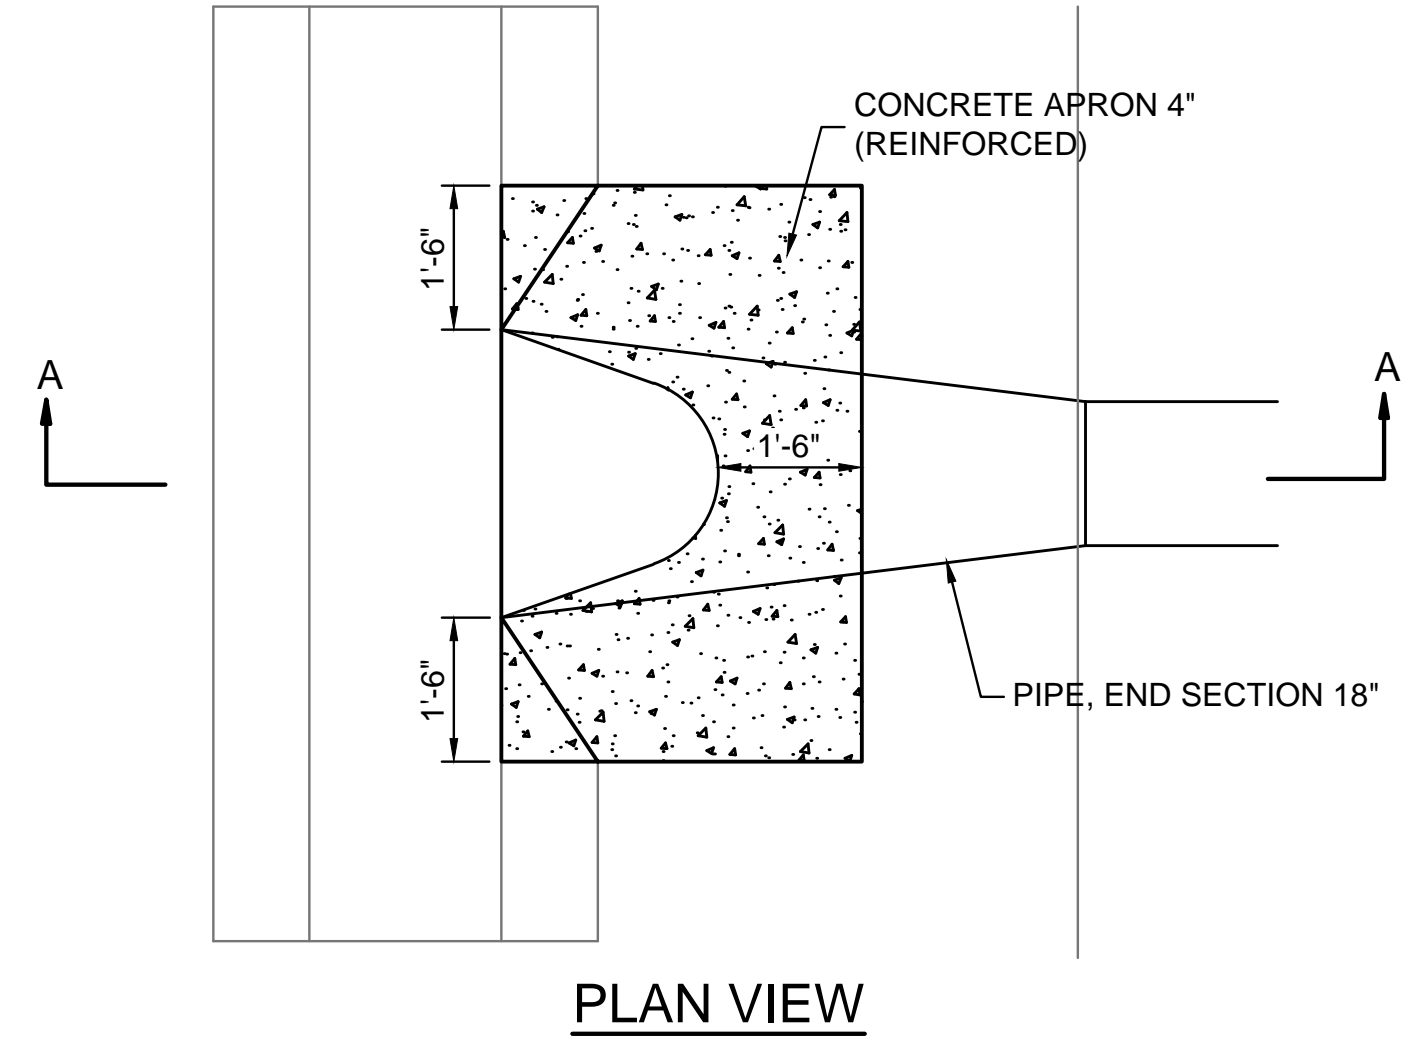 CONCRETE APRON 4"
(REINFORCED)
1'-6"
A
A
1'-6"
1'-6"
PIPE, END SECTION 18"
PLAN VIEW